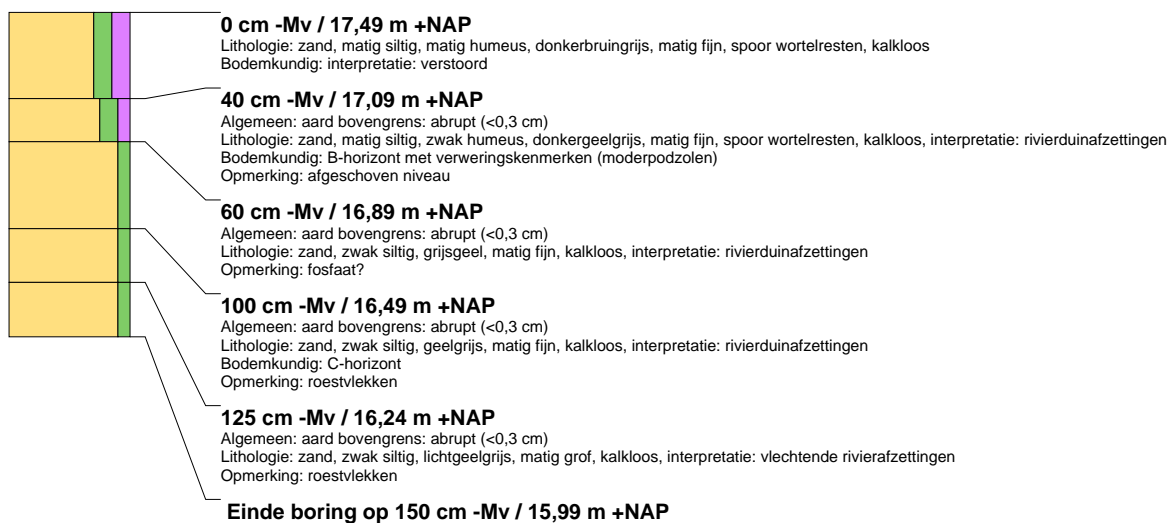 0 cm -Mv / 17,49 m +NAP
Lithologie: zand, matig siltig, matig humeus, donkerbruingrijs, matig fijn, spoor wortelresten, kalkloos
Bodemkundig: interpretatie: verstoord
40 cm -Mv / 17,09 m +NAP
Algemeen: aard bovengrens: abrupt (<0,3 cm)
Lithologie: zand, matig siltig, zwak humeus, donkergeelgrijs, matig fijn, spoor wortelresten, kalkloos, interpretatie: rivierduinafzettingen
Bodemkundig: B-horizont met verweringskenmerken (moderpodzolen)
Opmerking: afgeschoven niveau
60 cm -Mv / 16,89 m +NAP
Algemeen: aard bovengrens: abrupt (<0,3 cm)
Lithologie: zand, zwak siltig, grijsgeel, matig fijn, kalkloos, interpretatie: rivierduinafzettingen
Opmerking: fosfaat?
100 cm -Mv / 16,49 m +NAP
Algemeen: aard bovengrens: abrupt (<0,3 cm)
Lithologie: zand, zwak siltig, geelgrijs, matig fijn, kalkloos, interpretatie: rivierduinafzettingen
Bodemkundig: C-horizont
Opmerking: roestvlekken
125 cm -Mv / 16,24 m +NAP
Algemeen: aard bovengrens: abrupt (<0,3 cm)
Lithologie: zand, zwak siltig, lichtgeelgrijs, matig grof, kalkloos, interpretatie: vlechtende rivierafzettingen
Opmerking: roestvlekken
Einde boring op 150 cm -Mv / 15,99 m +NAP